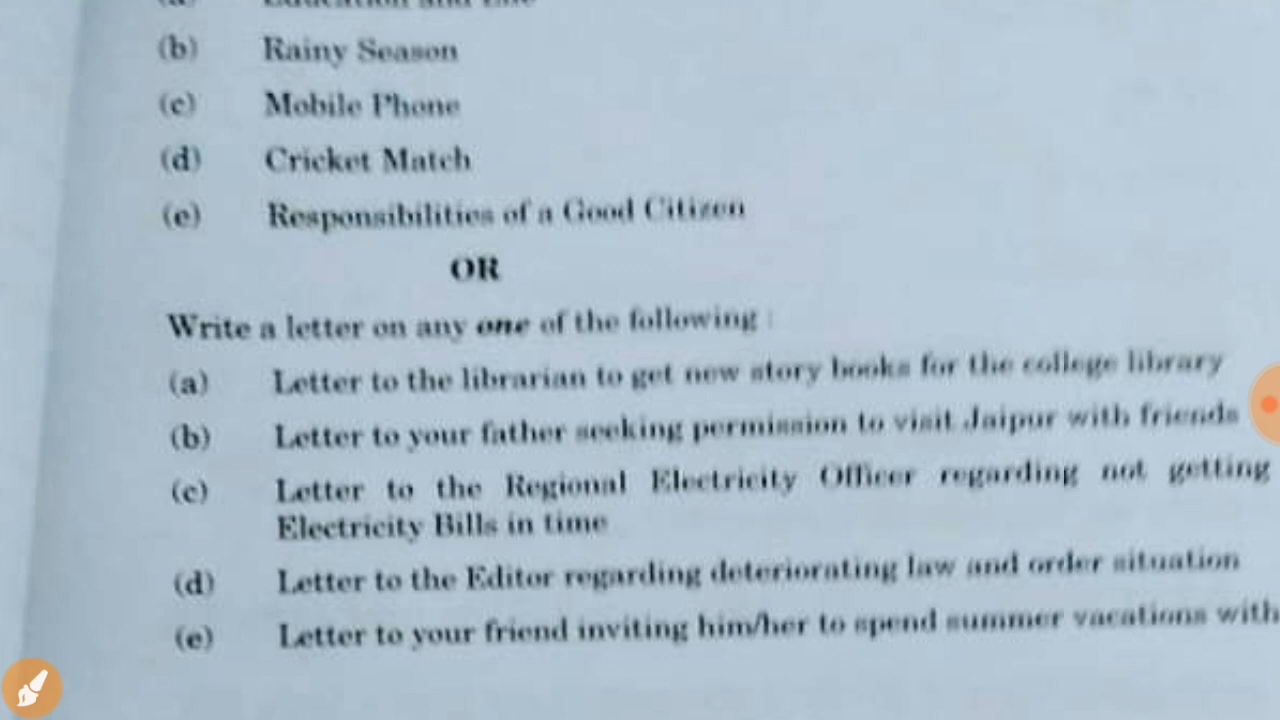 (b) Rainy Season
(c) Mobile Phone
(d) Cricket Match
(e) Responsibilities of a Good Citizen
OR
Write a letter on any one of the following :
(a) Letter to the librarian to get new story books for the college library
(b) Letter to your father seeking permission to visit Jaipur with friends
(c) Letter to the Regional Electricity Officer regarding not getting
Electricity Bills in time
(d) Letter to the Editor regarding deteriorating law and order situation
(e) Letter to your friend inviting him/her to spend summer vacations with